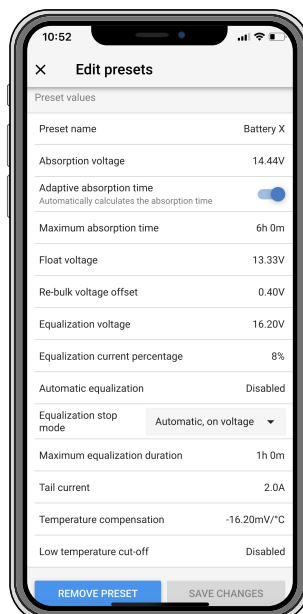 10:52
× Edit presets
Preset values
Preset name Battery X
Absorption voltage 14.44V
Adaptive absorption time
Automatically calculates the absorption time
Maximum absorption time 6h 0m
Float voltage 13.33V
Re-bulk voltage offset 0.40V
Equalization voltage 16.20V
Equalization current percentage 8%
Automatic equalization Disabled
Equalization stop
mode Automatic, on voltage
Maximum equalization duration 1h 0m
Tail current 2.0A
Temperature compensation -16.20mV/°C
Low temperature cut-off Disabled
REMOVE PRESET SAVE CHANGES